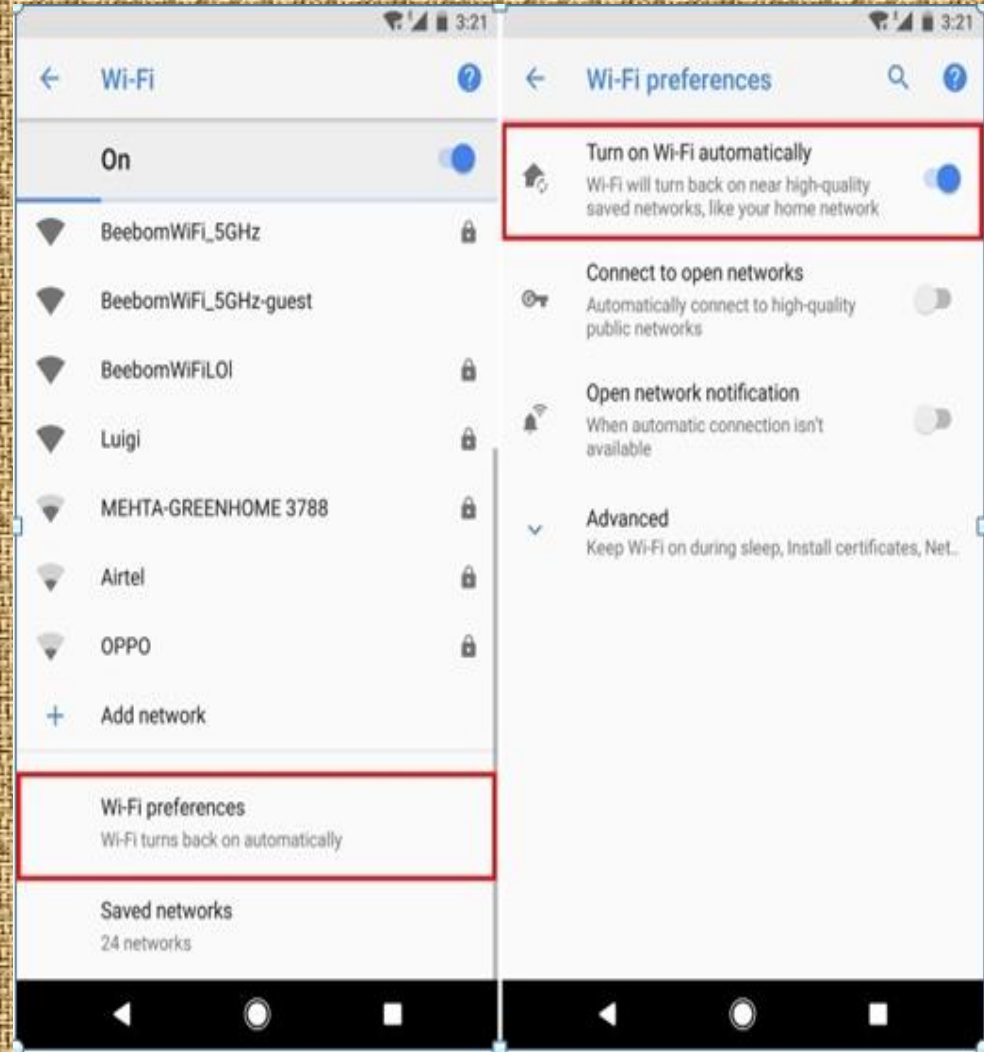 3:21
Wi-Fi
On
BeebomWiFi_5GHz
BeebomWiFi_5GHz-guest
BeebomWiFiLOl
Luigi
MEHTA-GREENHOME 3788
Airtel
OPPO
Add network
Wi-Fi preferences
Wi-Fi turns back on automatically
Saved networks
24 networks
3:21
Wi-Fi preferences
Turn on Wi-Fi automatically
Wi-Fi will turn back on near high-quality
saved networks, like your home network
Connect to open networks
Automatically connect to high-quality
public networks
Open network notification
When automatic connection isn't
available
Advanced
Keep Wi-Fi on during sleep, Install certificates, Net..